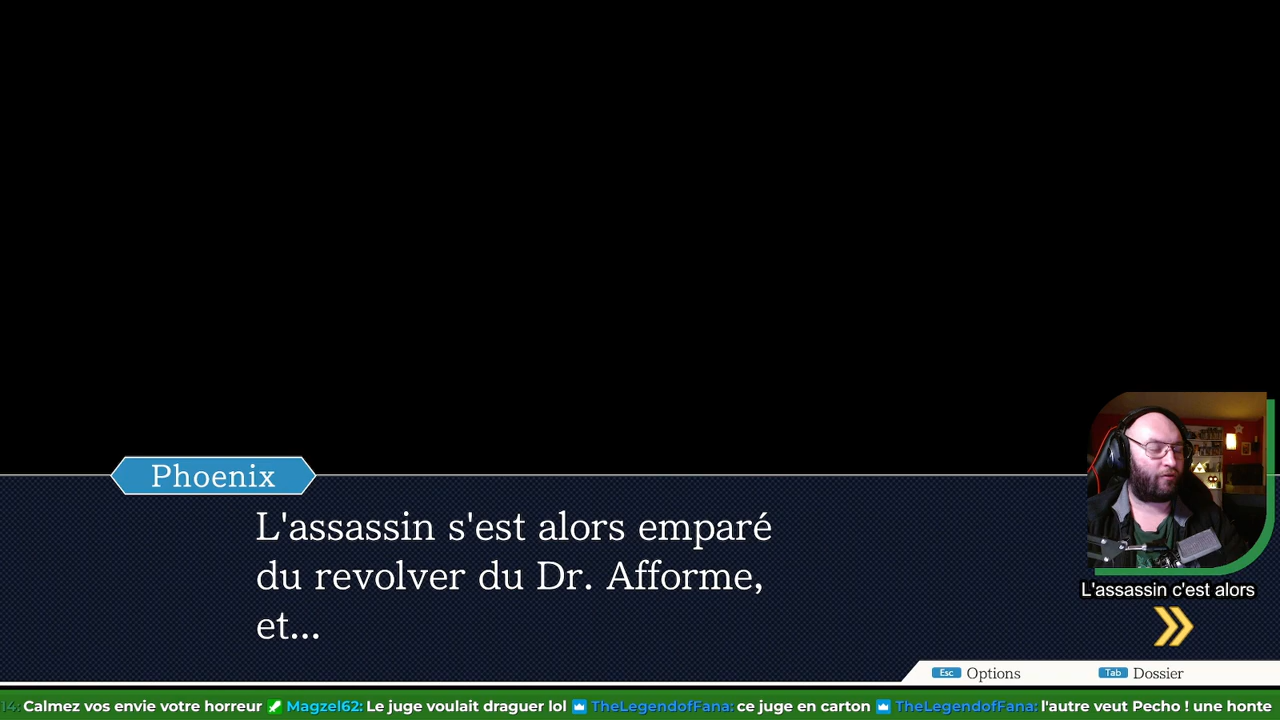 Phoenix
L'assassin s'est alors emparé
du revolver du Dr. Afforme,
et...
L'assassin c'est alors
Esc Options Tab Dossier
14: Calmez vos envie votre horreur Magzel62: Le juge voulait draguer lol TheLegendofFana: ce juge en carton TheLegendofFana: l'autre veut Pecho ! une honte